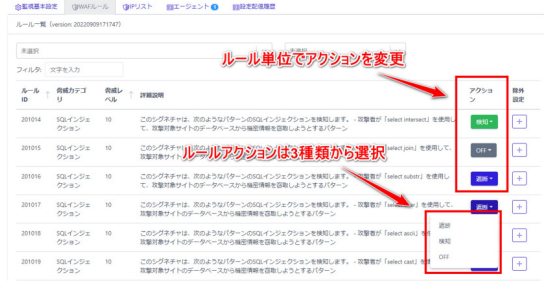 監視基本設定 WAFルール IPリスト エージェント 設定配信履歴
ルール一覧 (version: 20220909171747)
未選択
ルール単位でアクションを変更
フィルタ: 文字を入力
ルールID 脅威カテゴリ 脅威レベル 詳細説明 アクション 除外設定
201014 SQLインジェクション 10 このシグネチャは、次のようなパターンのSQLインジェクションを検知します。 - 攻撃者が「select intersect」を使用して、攻撃対象サイトのデータベースから機密情報を窃取しようとするパターン 検知 +
SQLインジェクション 10 このシグネチャは、次のようなパターンのSQLインジェクションを検知します。 - 攻撃者が「select join」を使用して、攻撃対象サイトのデータベースから機密情報を窃取しようとするパターン OFF +
ルールアクションは3種類から選択
201016 SQLインジェクション 10 このシグネチャは、次のようなパターンのSQLインジェクションを検知します。 - 攻撃者が「select substr」を使用して、攻撃対象サイトのデータベースから機密情報を窃取しようとするパターン 遮断 +
201017 SQLインジェクション 10 このシグネチャは、次のようなパターンのSQLインジェクションを検知します。 - 攻撃者が「select 」を使用して、攻撃対象サイトのデータベースから機密情報を窃取しようとするパターン 遮断 +
遮断
検知
OFF
201018 SQLインジェクション 10 このシグネチャは、次のようなパターンのSQLインジェクションを検知します。 - 攻撃者が「select ascii」を使用して、攻撃対象サイトのデータベースから機密情報を窃取しようとするパターン +
201019 SQLインジェクション 10 このシグネチャは、次のようなパターンのSQLインジェクションを検知します。 - 攻撃者が「select cast」を使用して、攻撃対象サイトのデータベースから機密情報を窃取しようとするパターン +